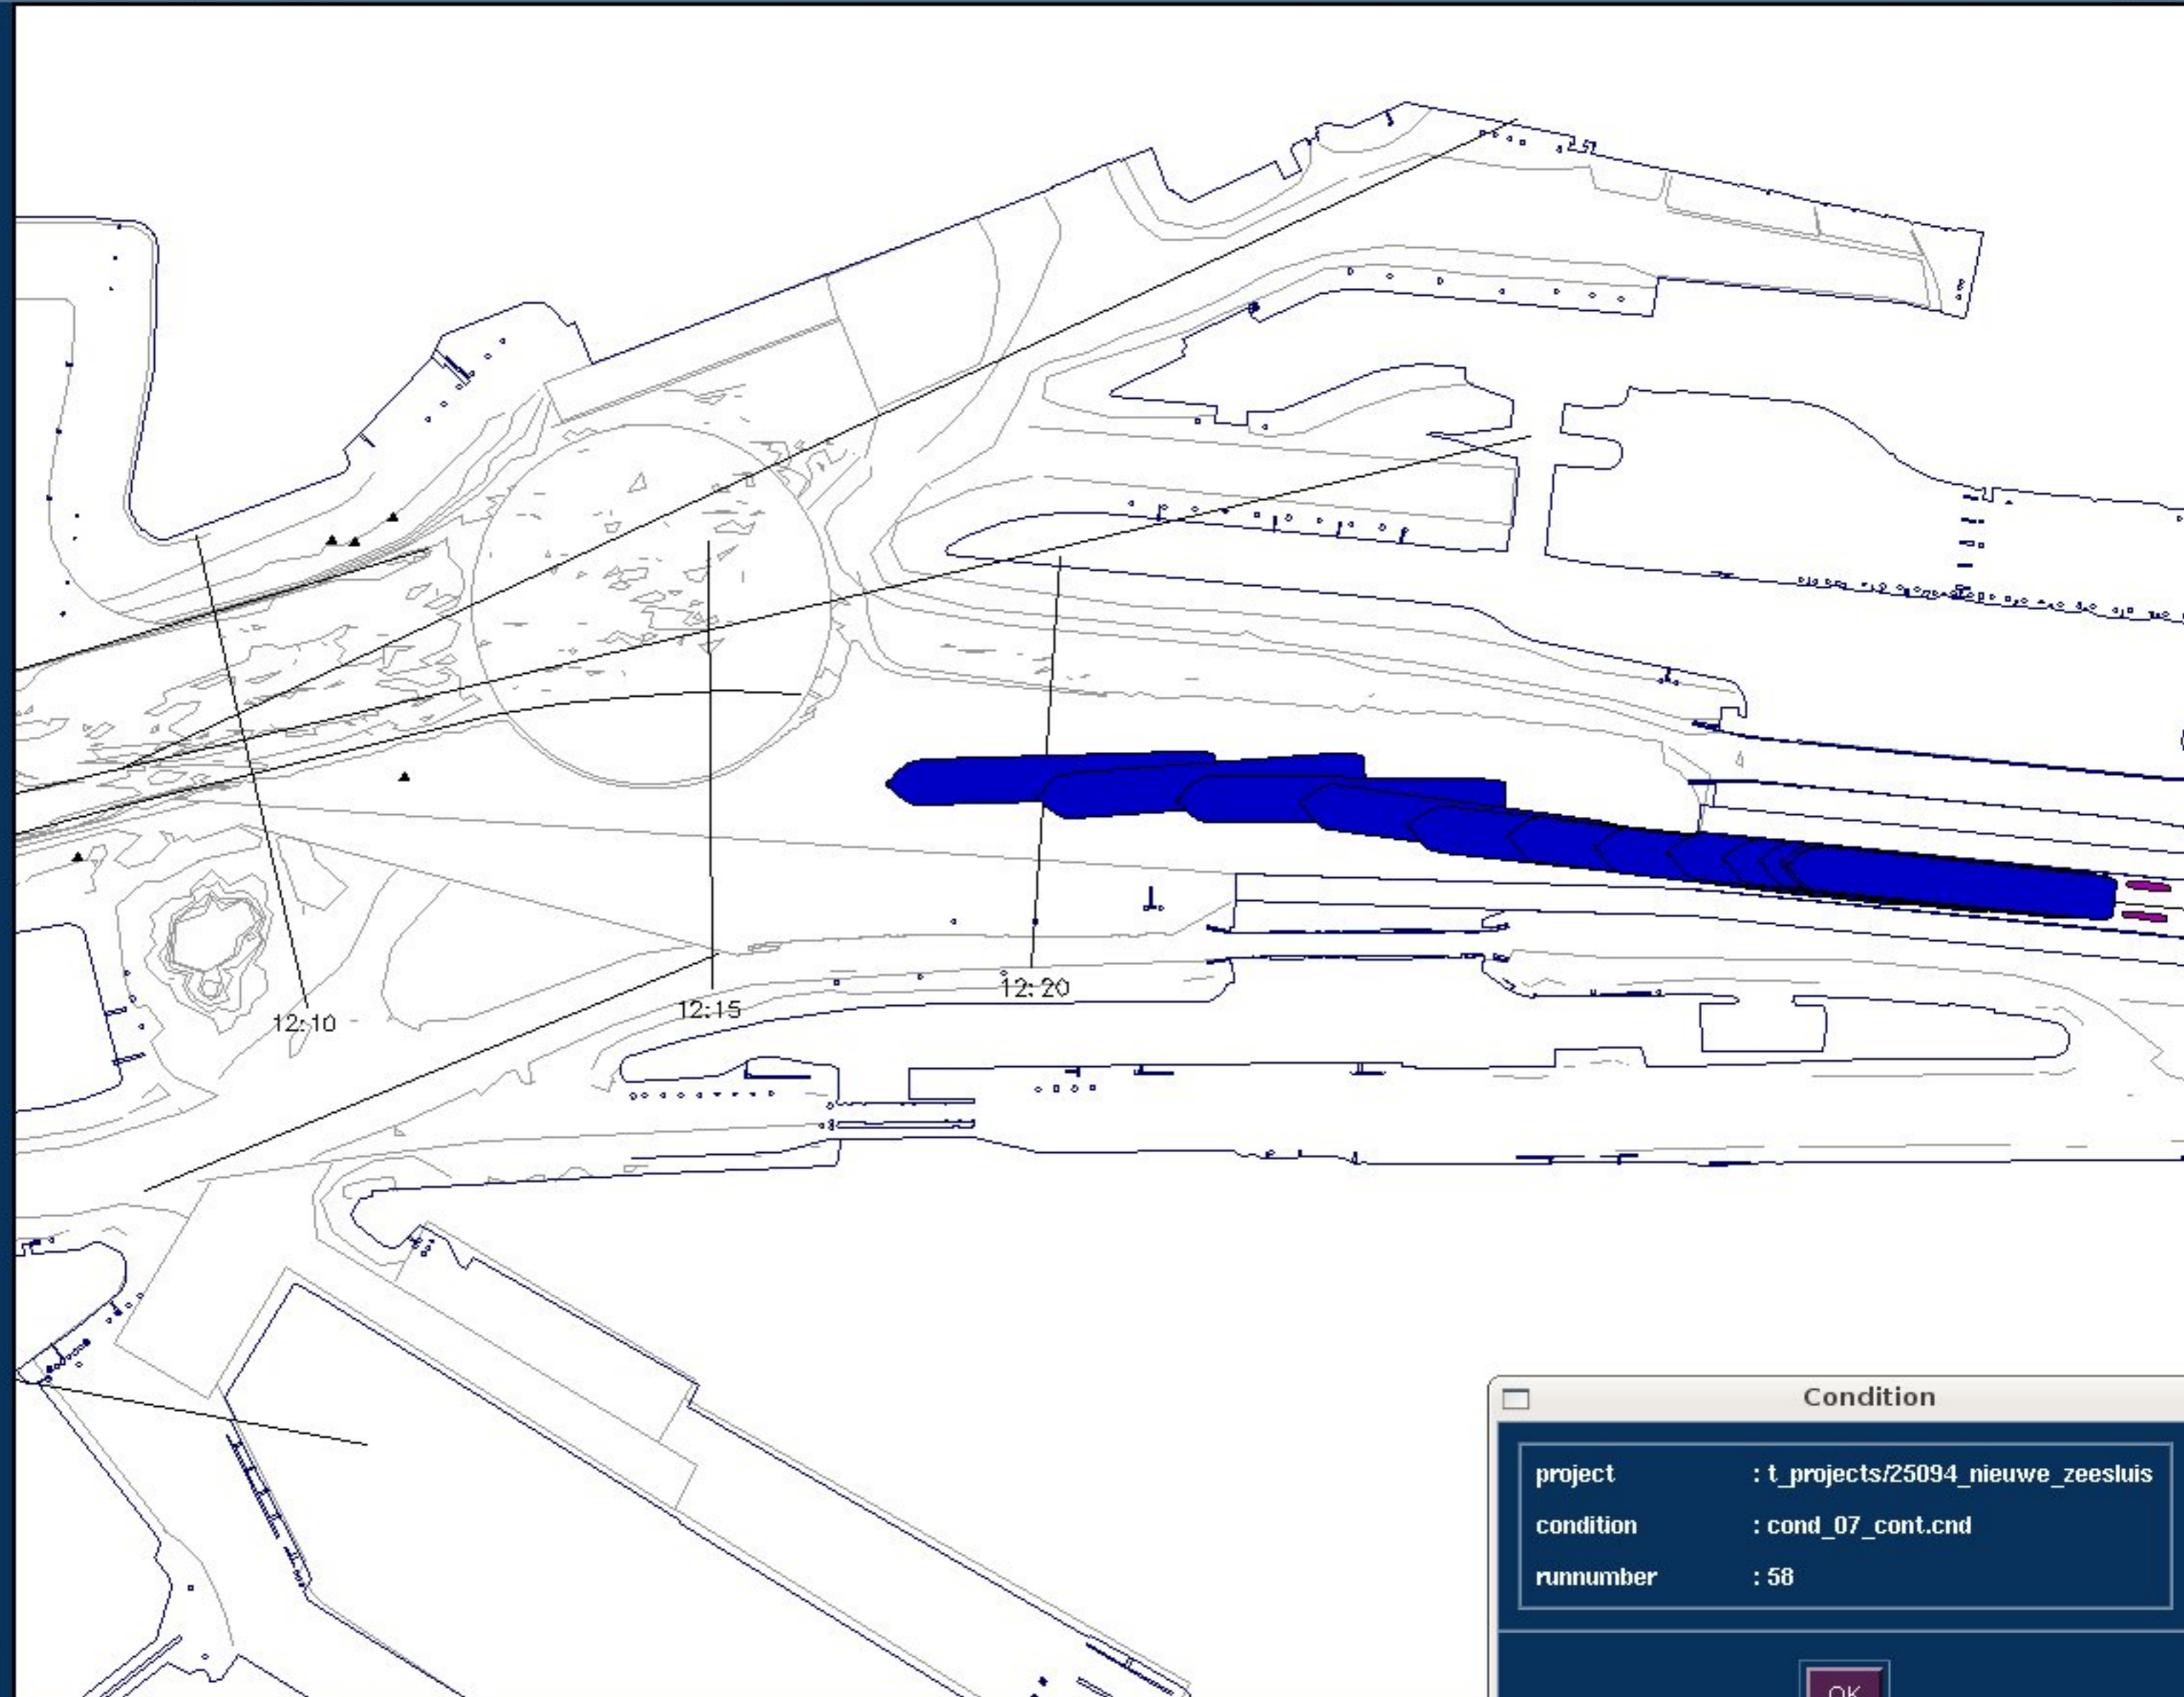 12:10
12:15
12:20
Condition
project : t_projects/25094_nieuwe_zeesluis
condition : cond_07_cont.cnd
runnumber : 58
OK